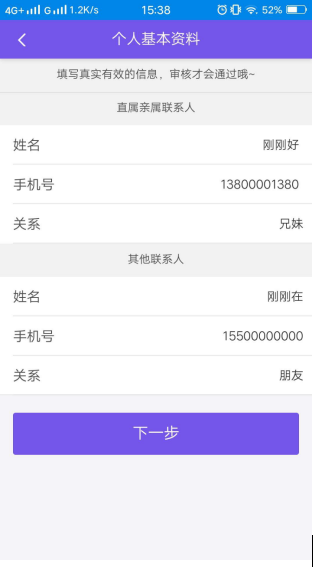 4G+ G 1.2K/s 15:38 52%
个人基本资料
填写真实有效的信息，审核才会通过哦~
直属亲属联系人
姓名 刚刚好
手机号 13800001380
关系 兄妹
其他联系人
姓名 刚刚在
手机号 15500000000
关系 朋友
下一步